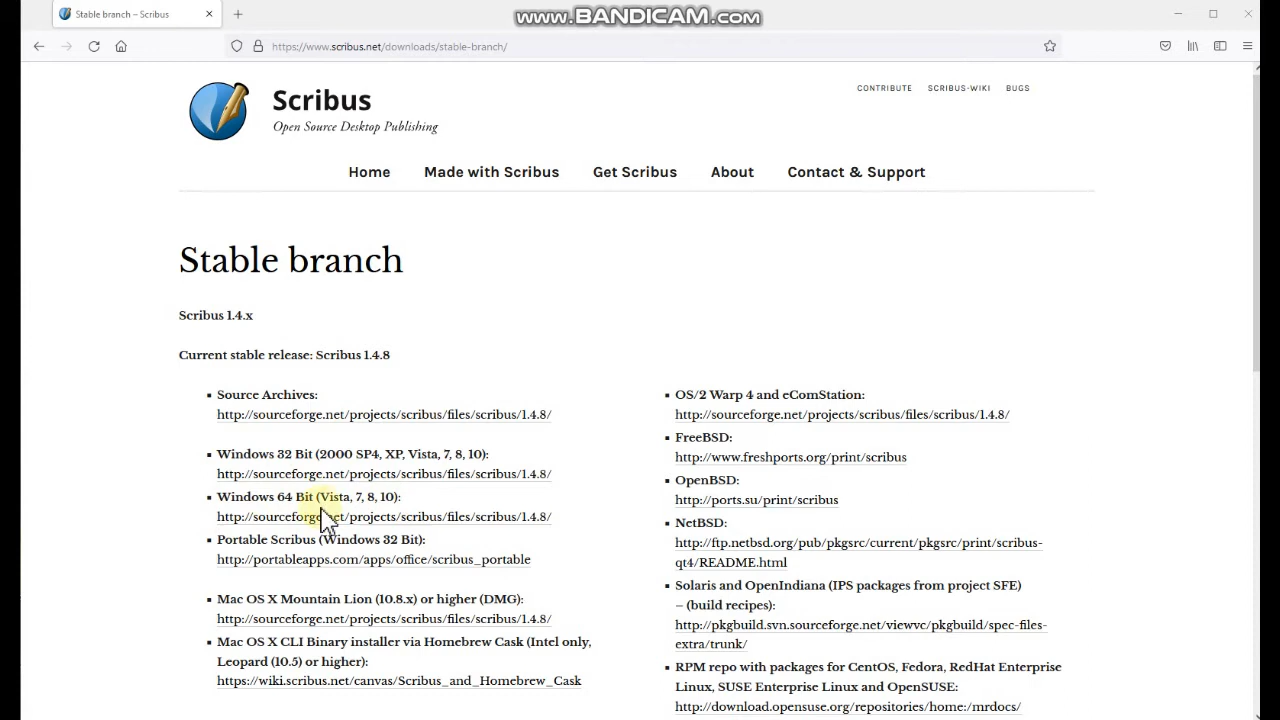 www.BANDICAM.com
Stable branch – Scribus
https://www.scribus.net/downloads/stable-branch/
Scribus
Open Source Desktop Publishing
CONTRIBUTE SCRIBUS-WIKI BUGS
Home Made with Scribus Get Scribus About Contact & Support
Stable branch
Scribus 1.4.x
Current stable release: Scribus 1.4.8
Source Archives:
http://sourceforge.net/projects/scribus/files/scribus/1.4.8/
Windows 32 Bit (2000 SP4, XP, Vista, 7, 8, 10):
http://sourceforge.net/projects/scribus/files/scribus/1.4.8/
Windows 64 Bit (Vista, 7, 8, 10):
http://sourceforge.net/projects/scribus/files/scribus/1.4.8/
Portable Scribus (Windows 32 Bit):
http://portableapps.com/apps/office/scribus_portable
Mac OS X Mountain Lion (10.8.x) or higher (DMG):
http://sourceforge.net/projects/scribus/files/scribus/1.4.8/
Mac OS X CLI Binary installer via Homebrew Cask (Intel only,
Leopard (10.5) or higher):
https://wiki.scribus.net/canvas/Scribus_and_Homebrew_Cask
OS/2 Warp 4 and eComStation:
http://sourceforge.net/projects/scribus/files/scribus/1.4.8/
FreeBSD:
http://www.freshports.org/print/scribus
OpenBSD:
http://ports.su/print/scribus
NetBSD:
http://ftp.netbsd.org/pub/pkgsrc/current/pkgsrc/print/scribus-
qt4/README.html
Solaris and OpenIndiana (IPS packages from project SFE)
– (build recipes):
http://pkgbuild.svn.sourceforge.net/viewvc/pkgbuild/spec-files-
extra/trunk/
RPM repo with packages for CentOS, Fedora, RedHat Enterprise
Linux, SUSE Enterprise Linux and OpenSUSE:
http://download.opensuse.org/repositories/home:/mrdocs/